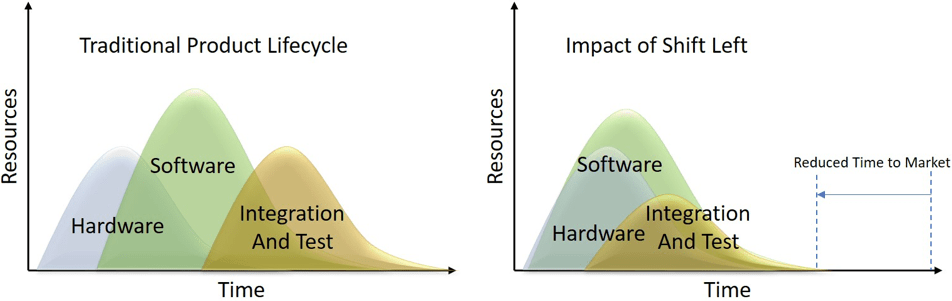 Traditional Product Lifecycle
Resources
Software
Hardware
Integration
And Test
Time
Impact of Shift Left
Resources
Reduced Time to Market
Software
Integration
Hardware
And Test
Time